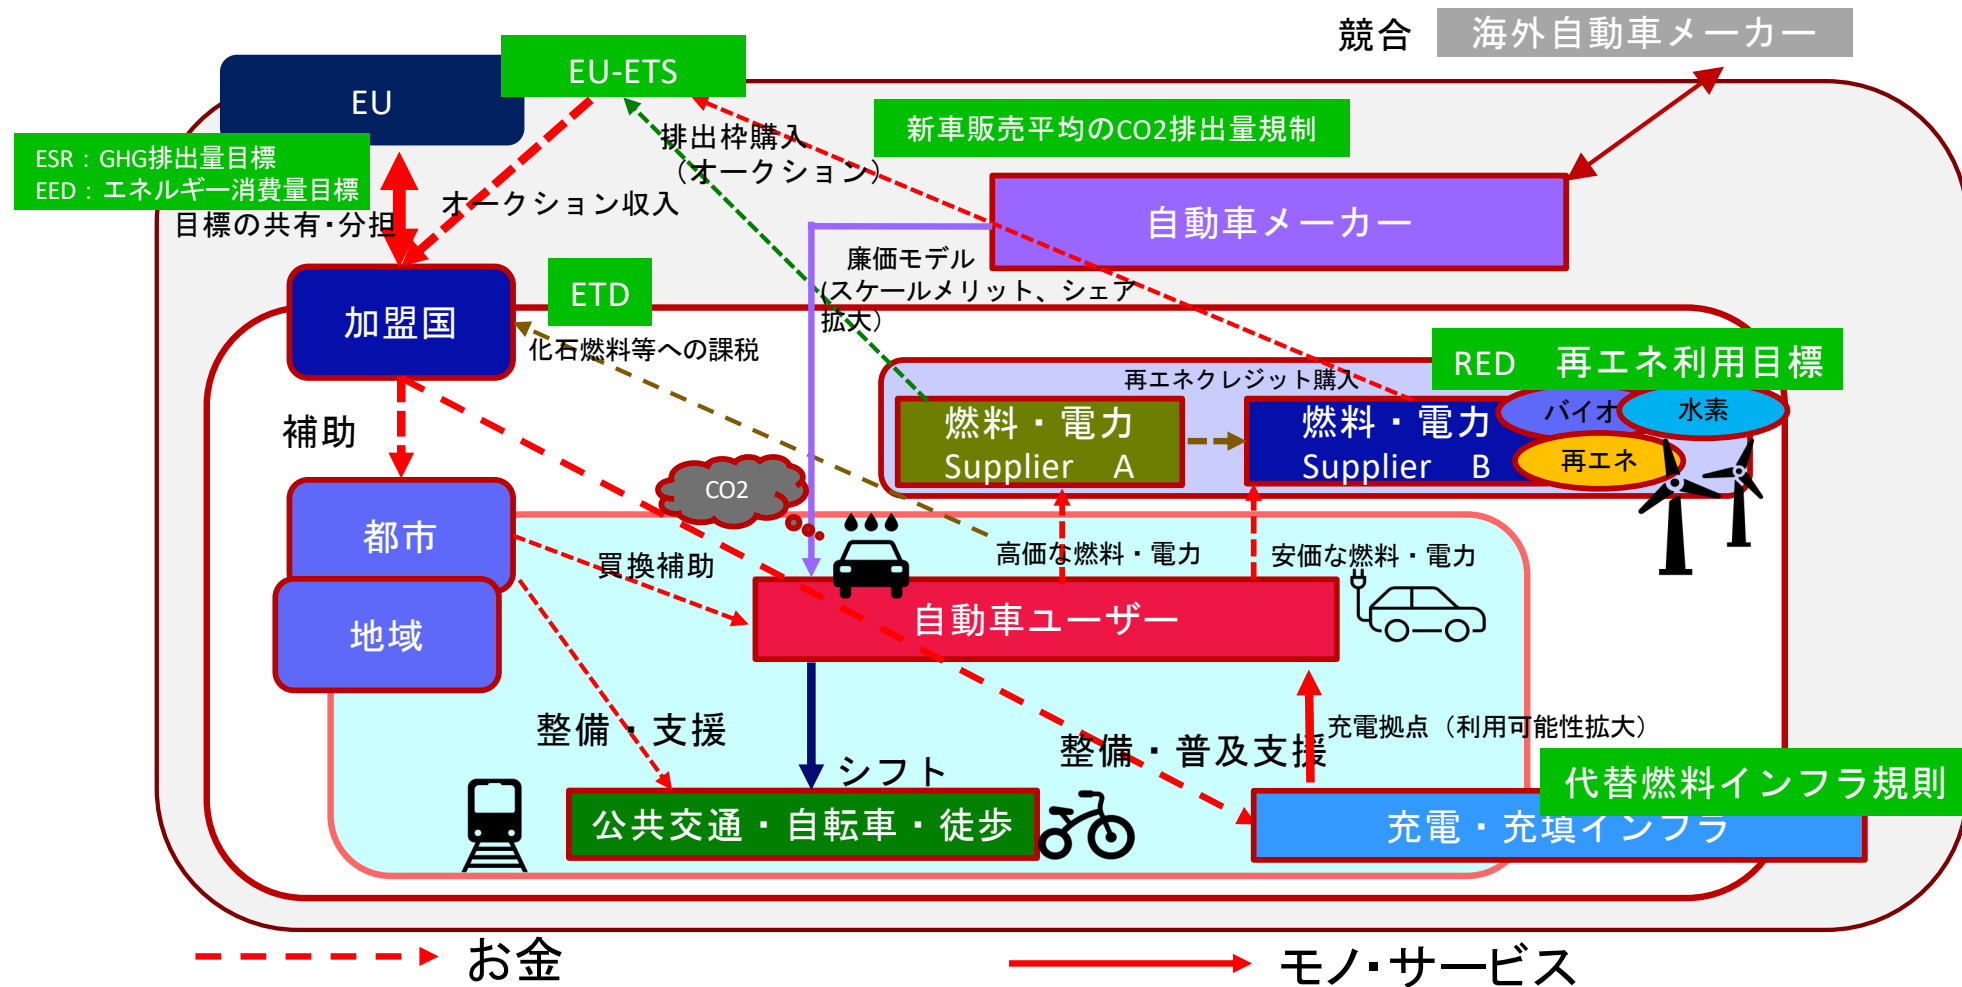 競合
海外自動車メーカー
EU-ETS
EU
新車販売平均のCO2排出量規制
排出枠購入
（オークション）
ESR：GHG排出量目標
EED：エネルギー消費量目標
目標の共有・分担
オークション収入
自動車メーカー
廉価モデル
(スケールメリット、シェア
拡大）
ETD
加盟国
化石燃料等への課税
RED　再エネ利用目標
再エネクレジット購入
燃料・電力
Supplier　A
燃料・電力
Supplier　B
バイオ
水素
再エネ
補助
CO2
都市
地域
買換補助
高価な燃料・電力
安価な燃料・電力
自動車ユーザー
整備・支援
シフト
整備・普及支援
充電拠点（利用可能性拡大）
代替燃料インフラ規則
公共交通・自転車・徒歩
充電・充填インフラ
お金
モノ・サービス